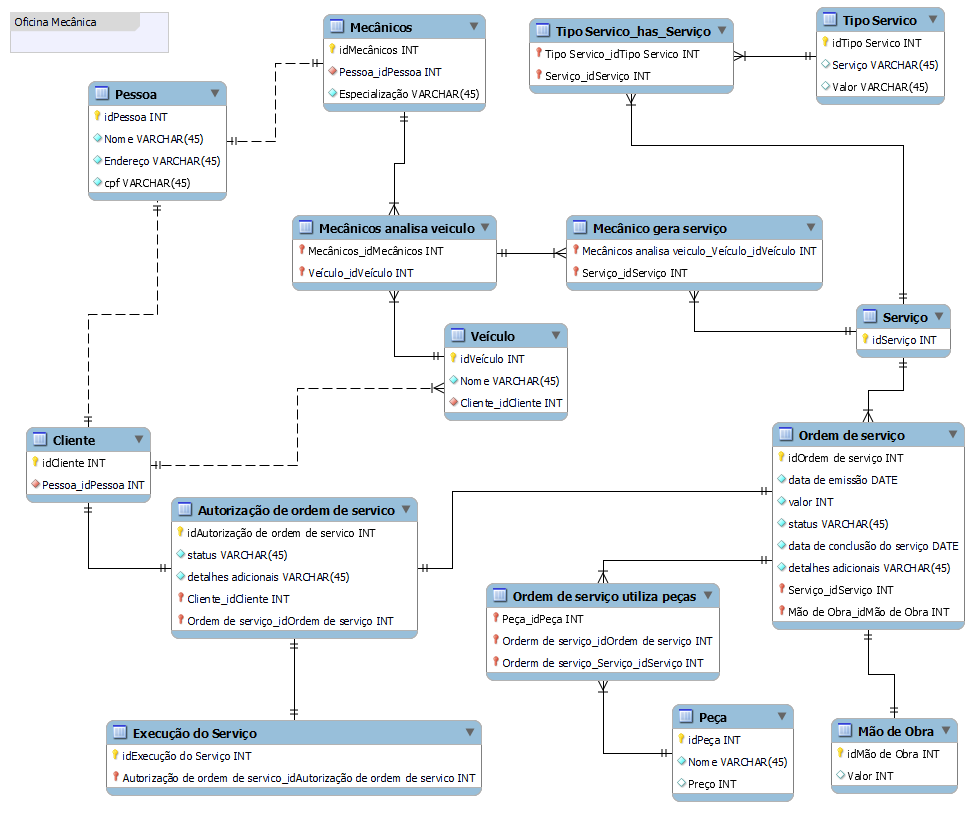 Oficina Mecânica
Mecânicos
idMecânicos INT
Pessoa_idPessoa INT
Especialização VARCHAR(45)
Tipo Servico_has_Serviço
Tipo Servico_idTipo Servico INT
Serviço_idServiço INT
Tipo Servico
idTipo Servico INT
Serviço VARCHAR(45)
Valor VARCHAR(45)
Pessoa
idPessoa INT
Nome VARCHAR(45)
Endereço VARCHAR(45)
cpf VARCHAR(45)
Mecânicos analisa veiculo
Mecânicos_idMecânicos INT
Veículo_idVeículo INT
Mecânico gera serviço
Mecânicos analisa veiculo_Veículo_idVeículo INT
Serviço_idServiço INT
Serviço
idServiço INT
Veículo
idVeículo INT
Nome VARCHAR(45)
Cliente_idCliente INT
Cliente
idCliente INT
Pessoa_idPessoa INT
Ordem de serviço
idOrdem de serviço INT
data de emissão DATE
valor INT
status VARCHAR(45)
data de conclusão do serviço DATE
detalhes adicionais VARCHAR(45)
Serviço_idServiço INT
Mão de Obra_idMão de Obra INT
Autorização de ordem de servico
idAutorização de ordem de servico INT
status VARCHAR(45)
detalhes adicionais VARCHAR(45)
Cliente_idCliente INT
Ordem de serviço_idOrdem de serviço INT
Ordem de serviço utiliza peças
Peça_idPeça INT
Orderm de serviço_idOrdem de serviço INT
Orderm de serviço_Serviço_idServiço INT
Execução do Serviço
idExecução do Serviço INT
Autorização de ordem de servico_idAutorização de ordem de servico INT
Peça
idPeça INT
Nome VARCHAR(45)
Preço INT
Mão de Obra
idMão de Obra INT
Valor INT